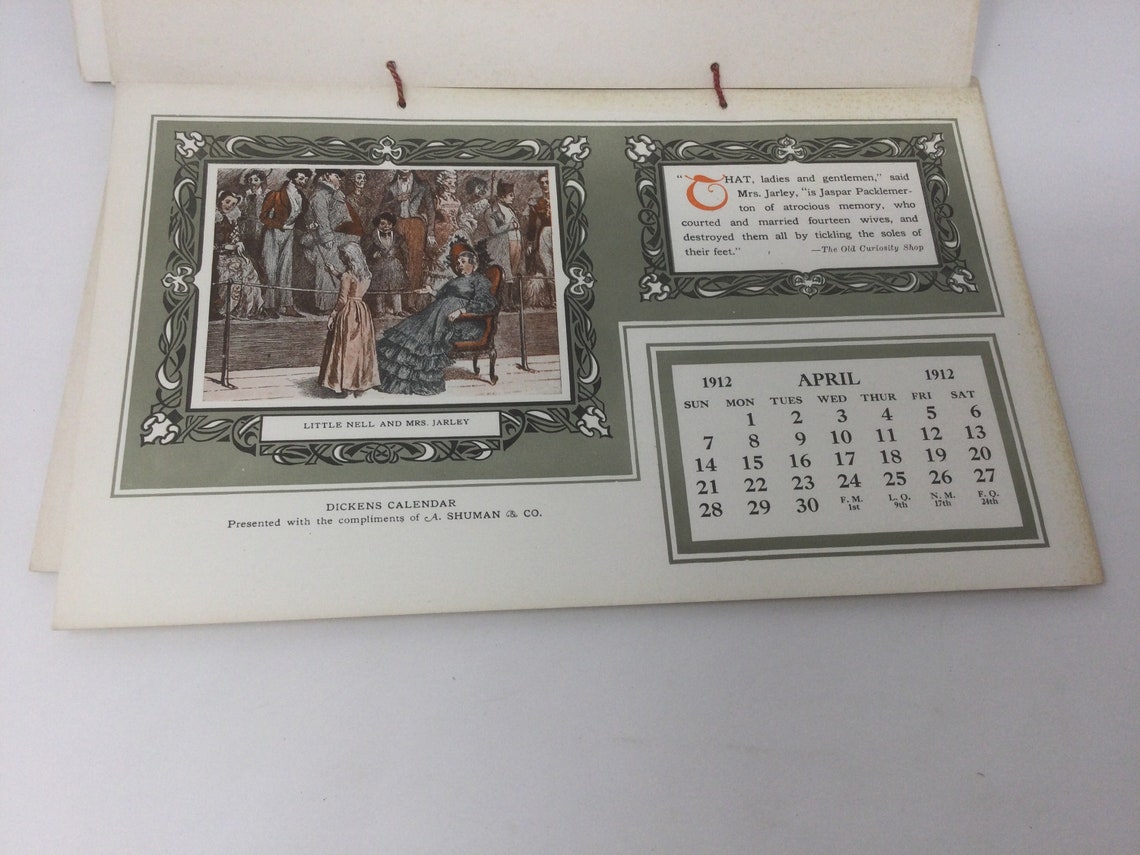 LITTLE NELL AND MRS. JARLEY
DICKENS CALENDAR
Presented with the compliments of A. SHUMAN & CO.
"THAT, ladies and gentlemen," said
Mrs. Jarley, "is Jaspar Packlemer-
ton of atrocious memory, who
courted and married fourteen wives, and
destroyed them all by tickling the soles of
their feet." —The Old Curiosity Shop
1912 APRIL 1912
SUN MON TUES WED THUR FRI SAT
1 2 3 4 5 6
7 8 9 10 11 12 13
14 15 16 17 18 19 20
21 22 23 24 25 26 27
28 29 30 F. M. L. Q. N. M. F. Q.
1st 9th 17th 24th